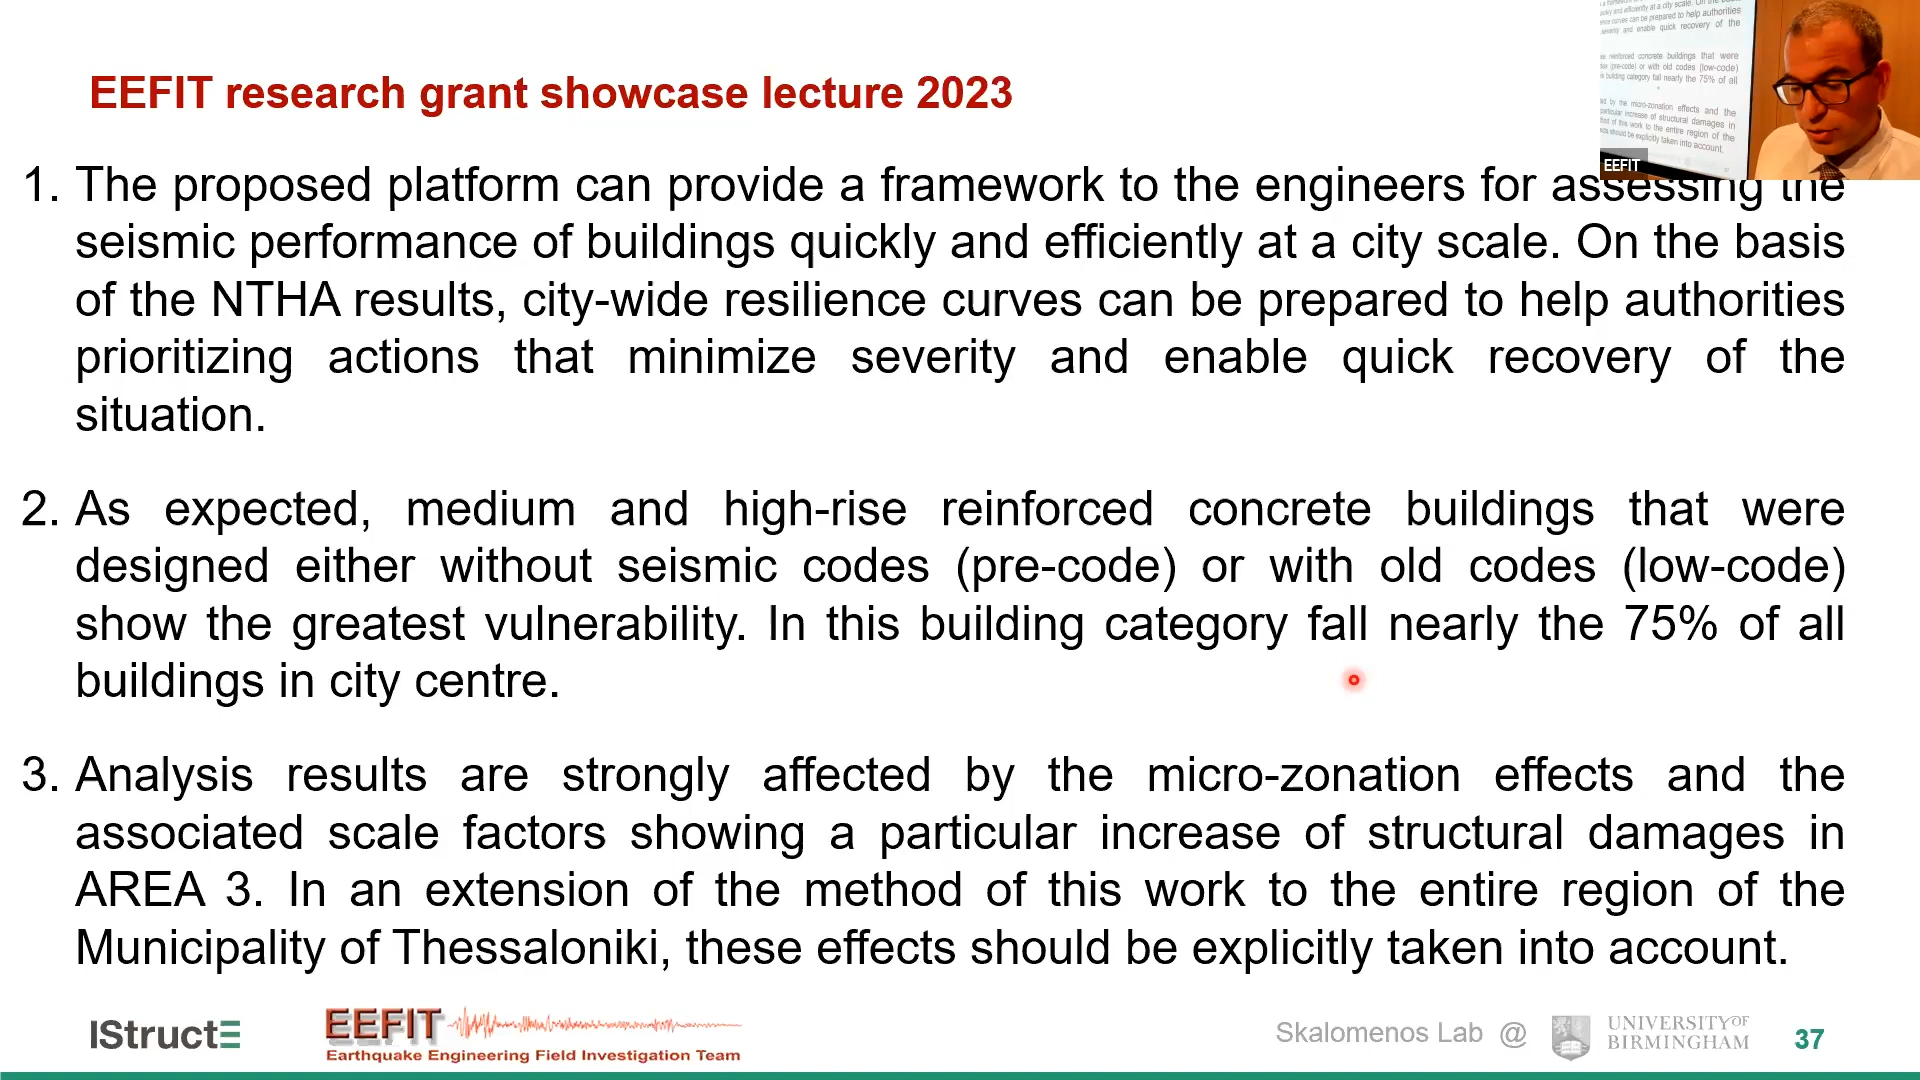 EEFIT research grant showcase lecture 2023
1. The proposed platform can provide a framework to the engineers for assessing the
seismic performance of buildings quickly and efficiently at a city scale. On the basis
of the NTHA results, city-wide resilience curves can be prepared to help authorities
prioritizing actions that minimize severity and enable quick recovery of the
situation.
2. As expected, medium and high-rise reinforced concrete buildings that were
designed either without seismic codes (pre-code) or with old codes (low-code)
show the greatest vulnerability. In this building category fall nearly the 75% of all
buildings in city centre.
3. Analysis results are strongly affected by the micro-zonation effects and the
associated scale factors showing a particular increase of structural damages in
AREA 3. In an extension of the method of this work to the entire region of the
Municipality of Thessaloniki, these effects should be explicitly taken into account.
EEFIT
IStructE
EEFIT
Earthquake Engineering Field Investigation Team
Skalomenos Lab @
UNIVERSITYOF
BIRMINGHAM
37